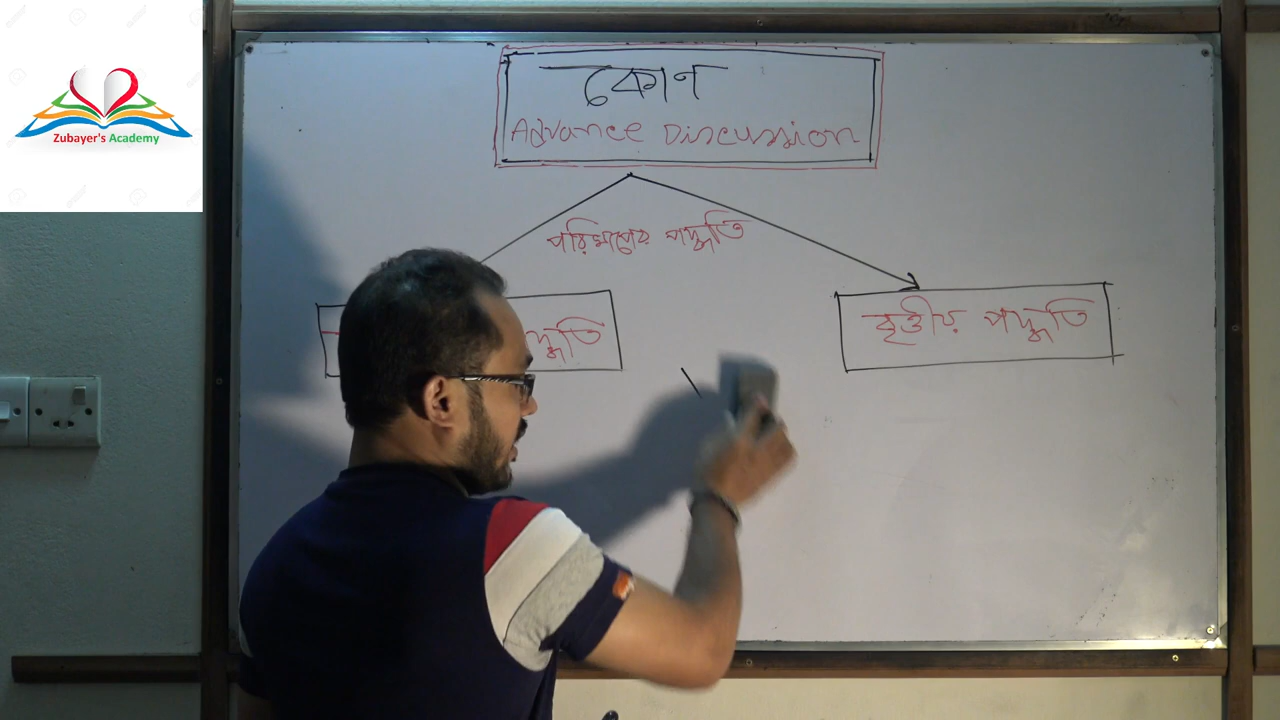 Zubayer's Academy
কোণ
Advance Discussion
পরিমাপের পদ্ধতি
পদ্ধতি
বৃত্তীয় পদ্ধতি